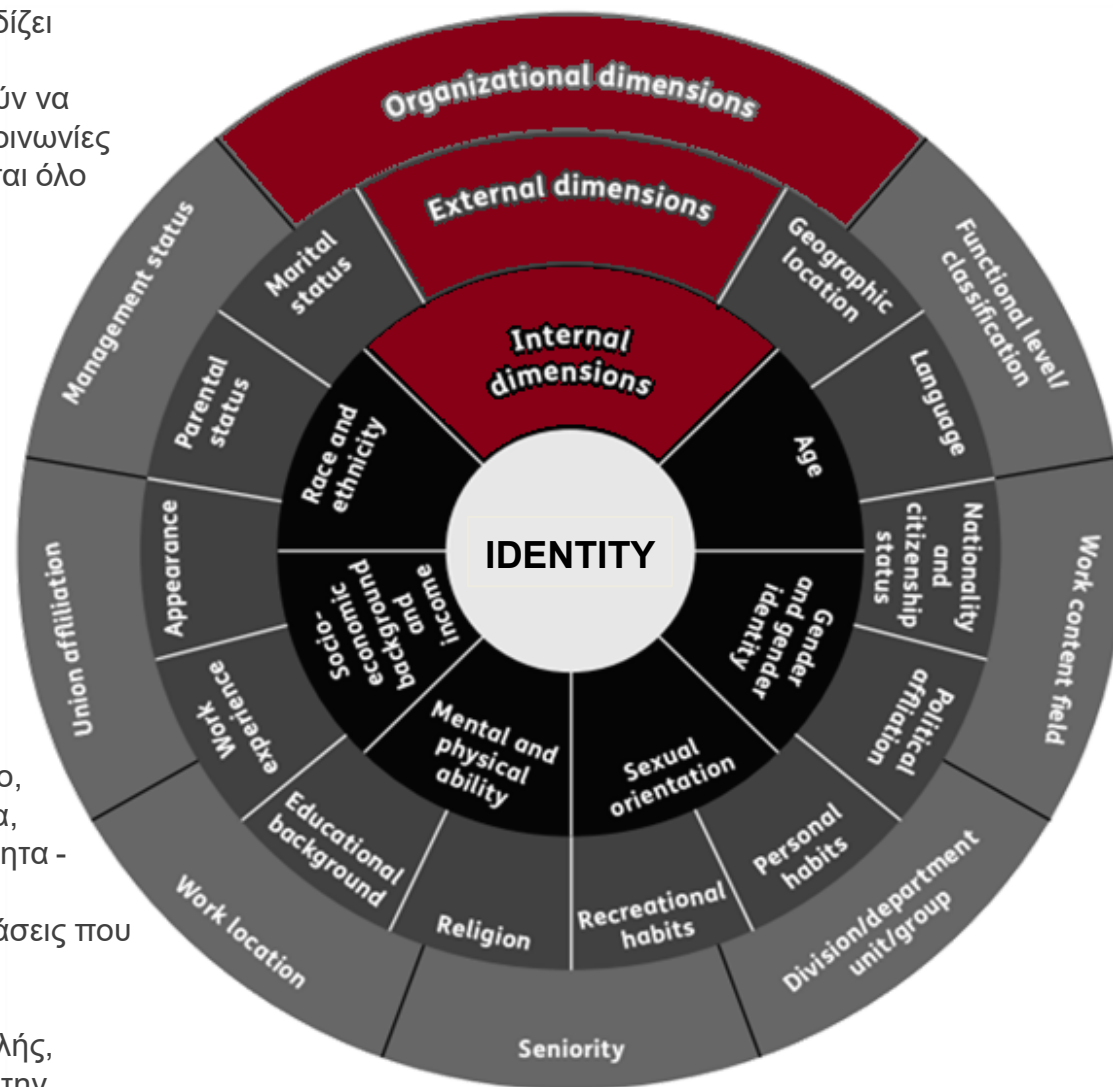 δίζει
ύν να
οινωνίες
ται όλο
ο,
α,
ητα -
άσεις που
λής,
την
Organizational dimensions
External dimensions
Internal
dimensions
IDENTITY
Age
Gender
and gender
identity
Sexual
orientation
Mental and
physical
ability
Socio-
economic
background
and
income
Race and
ethnicity
Geographic
location
Language
Nationality
and
citizenship
status
Political
affiliation
Personal
habits
Recreational
habits
Religion
Educational
background
Work
experience
Appearance
Parental
status
Marital
status
Functional level/
classification
Work content field
Division/department
unit/group
Seniority
Work location
Union affiliation
Management status